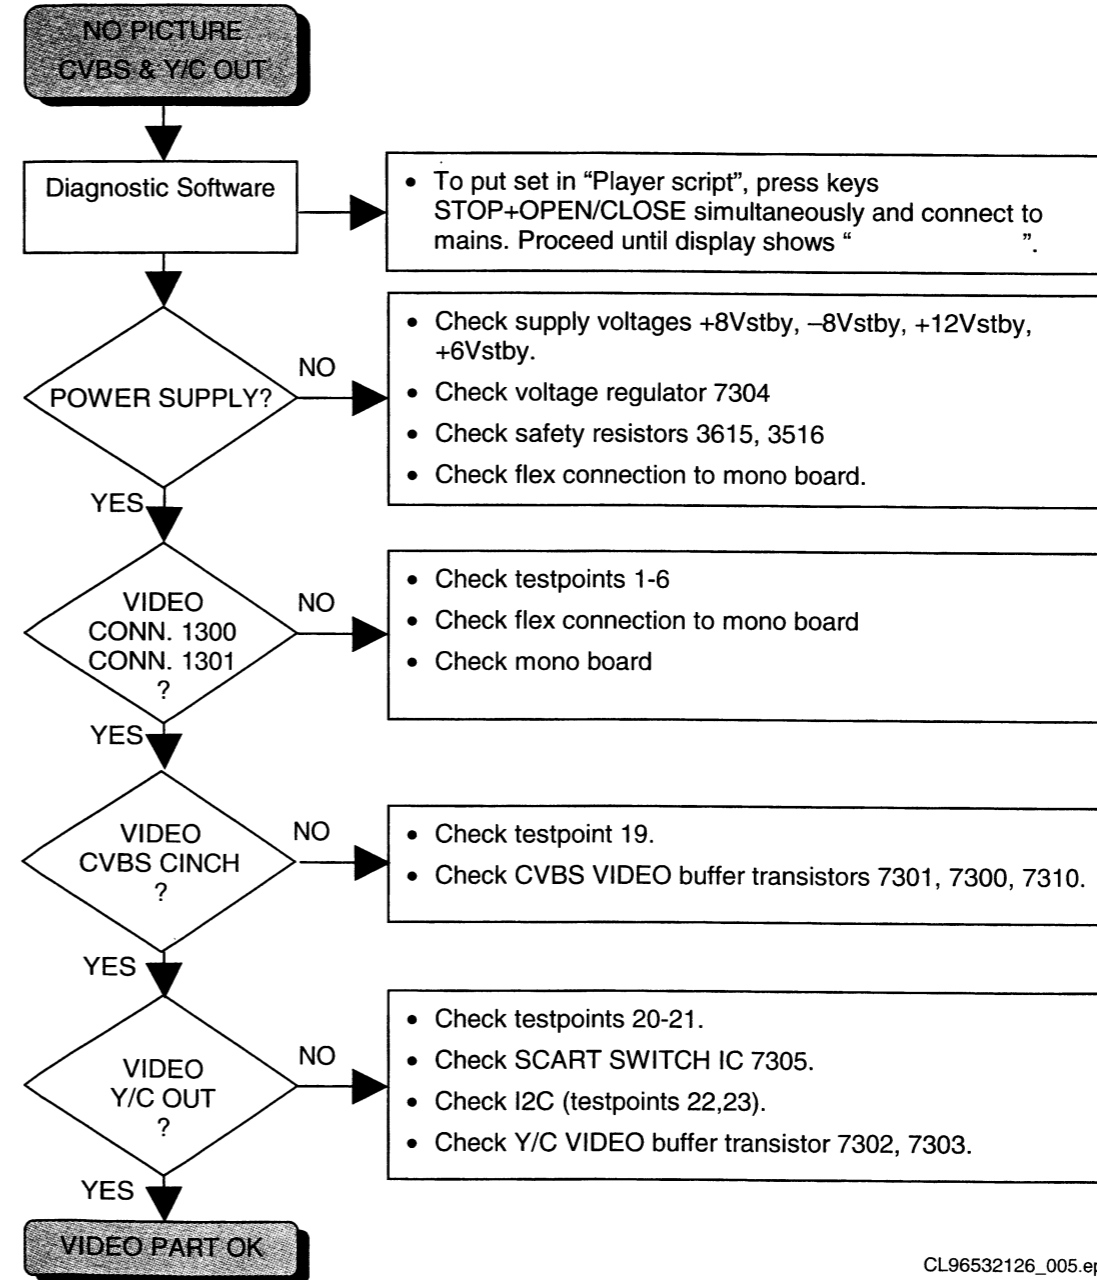 NO PICTURE
CVBS & Y/C OUT
Diagnostic Software
• To put set in “Player script”, press keys
STOP+OPEN/CLOSE simultaneously and connect to
mains. Proceed until display shows “ ”.
POWER SUPPLY?
NO
• Check supply voltages +8Vstby, –8Vstby, +12Vstby,
+6Vstby.
• Check voltage regulator 7304
• Check safety resistors 3615, 3516
• Check flex connection to mono board.
YES
VIDEO
CONN. 1300
CONN. 1301
?
NO
• Check testpoints 1-6
• Check flex connection to mono board
• Check mono board
YES
VIDEO
CVBS CINCH
?
NO
• Check testpoint 19.
• Check CVBS VIDEO buffer transistors 7301, 7300, 7310.
YES
VIDEO
Y/C OUT
?
NO
• Check testpoints 20-21.
• Check SCART SWITCH IC 7305.
• Check I2C (testpoints 22,23).
• Check Y/C VIDEO buffer transistor 7302, 7303.
YES
VIDEO PART OK
CL96532126_005.ep